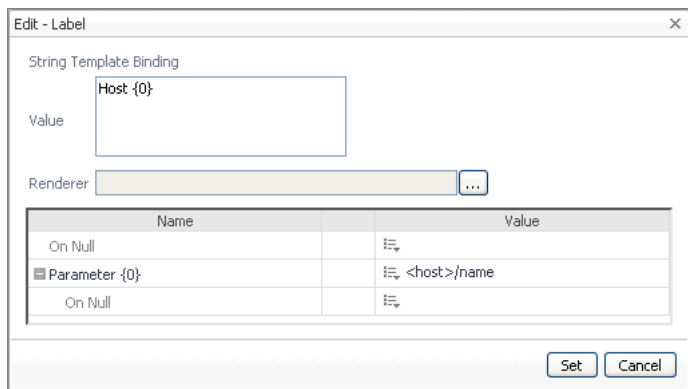 Edit - Label
String Template Binding
Value
Host {0}
Renderer
...
Name Value
On Null
Parameter {0} <host>/name
On Null
Set Cancel